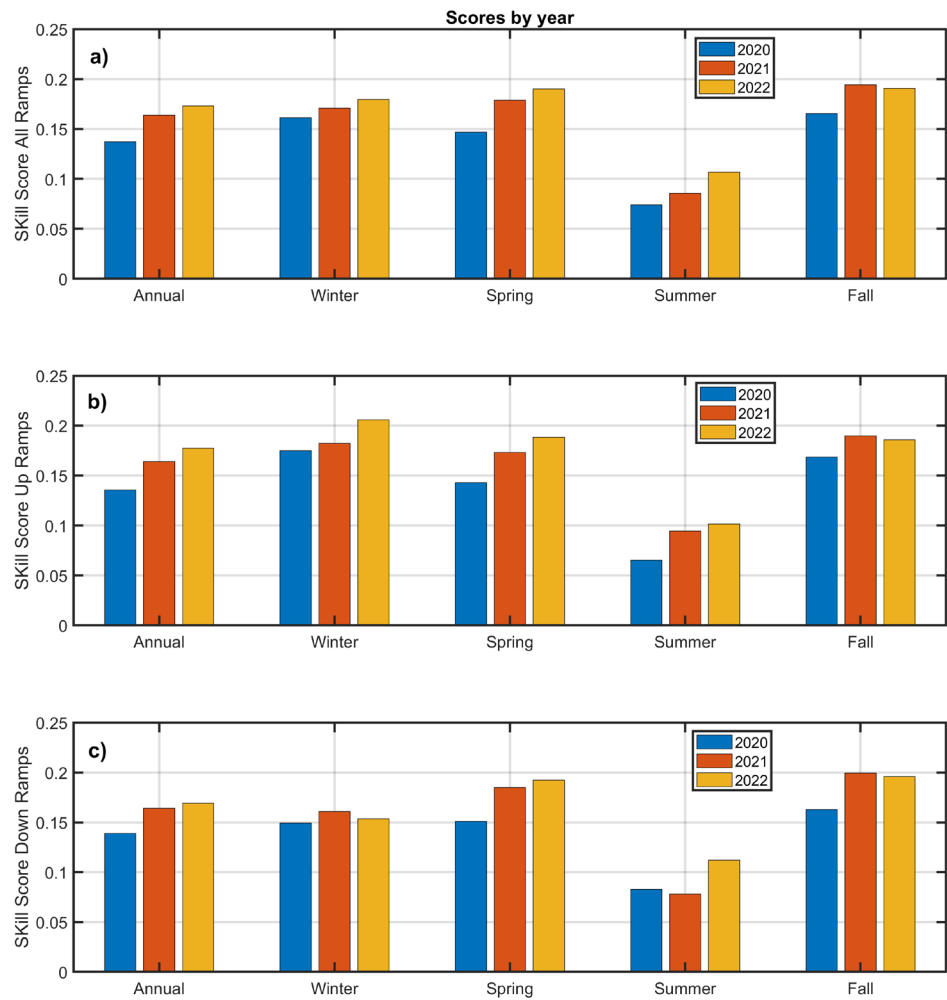 Scores by year
a)
SKill Score All Ramps
0.25
0.2
0.15
0.1
0.05
0
2020
2021
2022
Annual Winter Spring Summer Fall
b)
SKill Score Up Ramps
0.25
0.2
0.15
0.1
0.05
0
2020
2021
2022
Annual Winter Spring Summer Fall
c)
SKill Score Down Ramps
0.25
0.2
0.15
0.1
0.05
0
2020
2021
2022
Annual Winter Spring Summer Fall